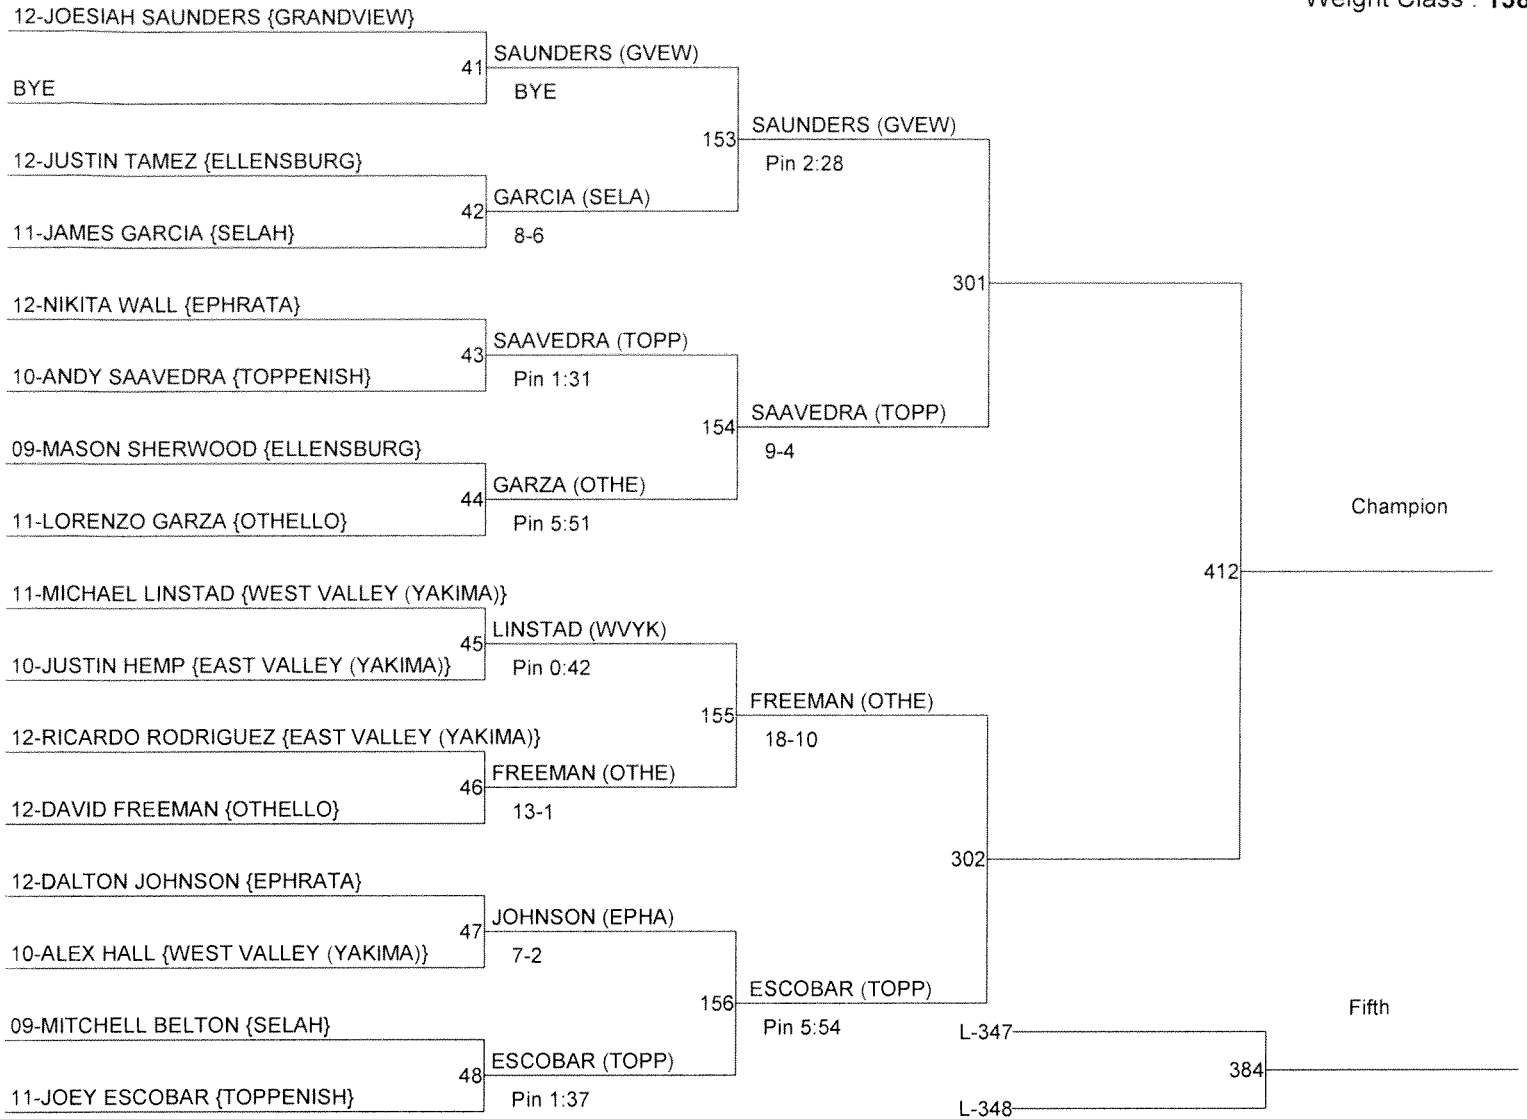 Weight Class : 138
12-JOESIAH SAUNDERS {GRANDVIEW}
41
SAUNDERS (GVEW)
BYE
BYE
153
SAUNDERS (GVEW)
Pin 2:28
12-JUSTIN TAMEZ {ELLENSBURG}
42
GARCIA (SELA)
11-JAMES GARCIA {SELAH}
8-6
301
12-NIKITA WALL {EPHRATA}
43
SAAVEDRA (TOPP)
10-ANDY SAAVEDRA {TOPPENISH}
Pin 1:31
154
SAAVEDRA (TOPP)
9-4
09-MASON SHERWOOD {ELLENSBURG}
44
GARZA (OTHE)
11-LORENZO GARZA {OTHELLO}
Pin 5:51
Champion
412
11-MICHAEL LINSTAD {WEST VALLEY (YAKIMA)}
45
LINSTAD (WVYK)
10-JUSTIN HEMP {EAST VALLEY (YAKIMA)}
Pin 0:42
155
FREEMAN (OTHE)
18-10
12-RICARDO RODRIGUEZ {EAST VALLEY (YAKIMA)}
46
FREEMAN (OTHE)
12-DAVID FREEMAN {OTHELLO}
13-1
302
12-DALTON JOHNSON {EPHRATA}
47
JOHNSON (EPHA)
10-ALEX HALL {WEST VALLEY (YAKIMA)}
7-2
156
ESCOBAR (TOPP)
Pin 5:54
09-MITCHELL BELTON {SELAH}
48
ESCOBAR (TOPP)
11-JOEY ESCOBAR {TOPPENISH}
Pin 1:37
Fifth
L-347
384
L-348